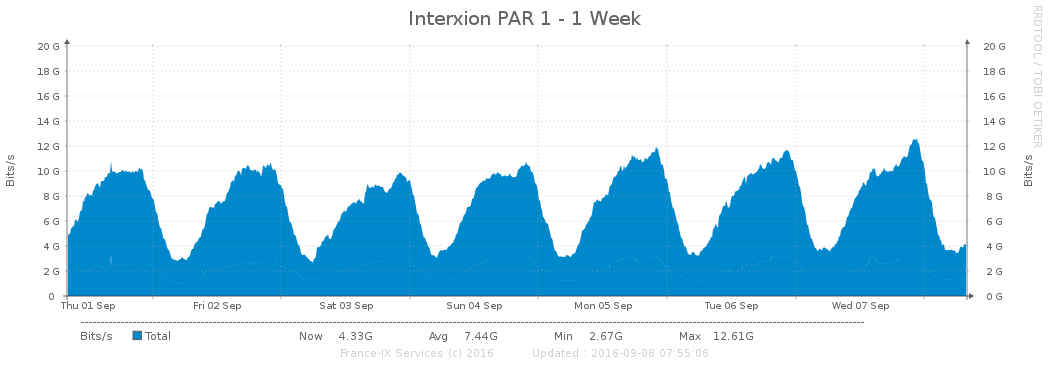 Interxion PAR 1 - 1 Week
RRDTOOL / TOBI OETIKER
Bits/s
20 G 20 G
18 G 18 G
16 G 16 G
14 G 14 G
12 G 12 G
10 G 10 G
8 G 8 G
6 G 6 G
4 G 4 G
2 G 2 G
0 0 G
Bits/s
Thu 01 Sep Fri 02 Sep Sat 03 Sep Sun 04 Sep Mon 05 Sep Tue 06 Sep Wed 07 Sep
Bits/s Total Now 4.33G Avg 7.44G Min 2.67G Max 12.61G
France-IX Services (c) 2016 Updated : 2016-09-08 07:55:06